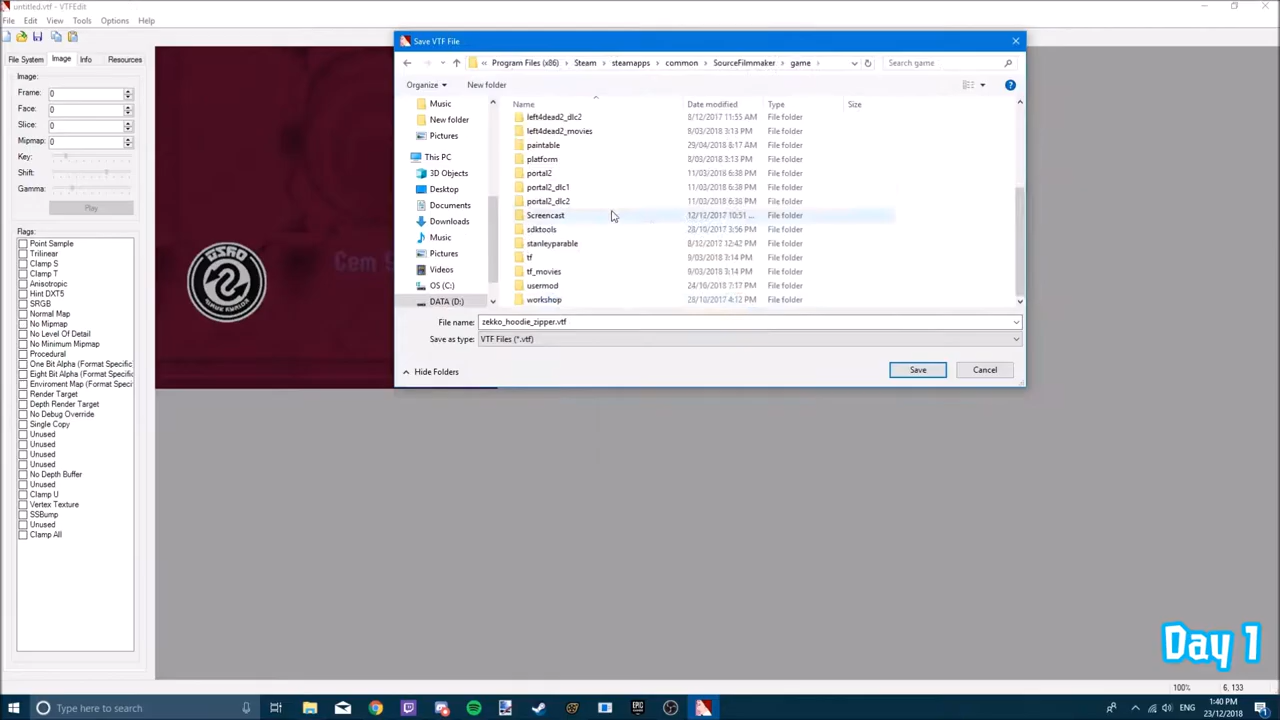 untitled.vtf - VTFEdit
File Edit View Tools Options Help
File System Image Info Resources
Image:
Frame: 0
Face: 0
Slice: 0
Mipmap: 0
Key:
Shift:
Gamma:
Play
Flags:
Point Sample
Trilinear
Clamp S
Clamp T
Anisotropic
Hint DXT5
SRGB
Normal Map
No Mipmap
No Level Of Detail
No Minimum Mipmap
Procedural
One Bit Alpha (Format Specific
Eight Bit Alpha (Format Specifi
Enviroment Map (Format Specifi
Render Target
Depth Render Target
No Debug Override
Single Copy
Unused
Unused
Unused
Unused
No Depth Buffer
Unused
Clamp U
Vertex Texture
SSBump
Unused
Clamp All
Cem
Save VTF File
« Program Files (x86) › Steam › steamapps › common › SourceFilmmaker › game ›
Search game
Organize New folder
Music
New folder
Pictures
This PC
3D Objects
Desktop
Documents
Downloads
Music
Pictures
Videos
OS (C:)
DATA (D:)
Name Date modified Type Size
left4dead2_dlc2 8/12/2017 11:55 AM File folder
left4dead2_movies 8/03/2018 3:13 PM File folder
paintable 29/04/2018 8:17 AM File folder
platform 8/03/2018 3:13 PM File folder
portal2 11/03/2018 6:38 PM File folder
portal2_dlc1 11/03/2018 6:38 PM File folder
portal2_dlc2 11/03/2018 6:38 PM File folder
Screencast 12/12/2017 10:51 ... File folder
sdktools 28/10/2017 3:56 PM File folder
stanleyparable 8/12/2017 12:42 PM File folder
tf 9/03/2018 3:14 PM File folder
tf_movies 9/03/2018 3:14 PM File folder
usermod 24/10/2018 7:17 PM File folder
workshop 28/10/2017 4:12 PM File folder
File name: zekko_hoodie_zipper.vtf
Save as type: VTF Files (*.vtf)
Hide Folders Save Cancel
Day 1
100% 6, 133
Type here to search
EPIC
1:40 PM
23/12/2018